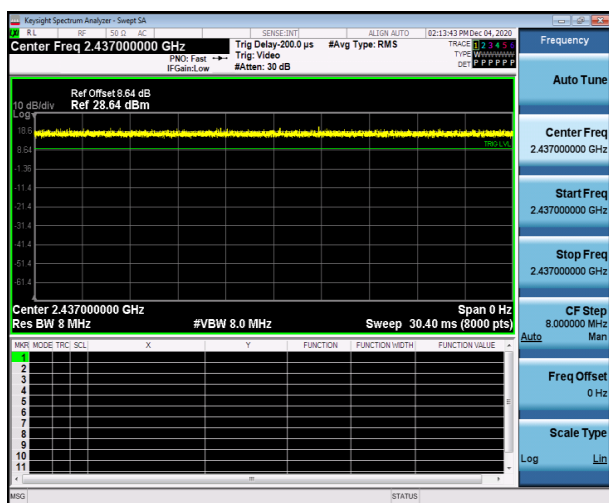 Keysight Spectrum Analyzer - Swept SA
RL RF 50 Ω AC SENSE:INT ALIGN AUTO 02:13:43 PM Dec 04, 2020
Center Freq 2.437000000 GHz
PNO: Fast
IFGain:Low
Trig Delay-200.0 µs
Trig: Video
#Atten: 30 dB
#Avg Type: RMS
TRACE 1 2 3 4 5 6
TYPE
DET P P P P P P
Ref Offset 8.64 dB
10 dB/div Ref 28.64 dBm
Log
18.6
8.64
TRIG LVL
-1.36
-11.4
-21.4
-31.4
-41.4
-51.4
-61.4
Center 2.437000000 GHz Span 0 Hz
Res BW 8 MHz #VBW 8.0 MHz Sweep 30.40 ms (8000 pts)
MKR MODE TRC SCL X Y FUNCTION FUNCTION WIDTH FUNCTION VALUE
1
2
3
4
5
6
7
8
9
10
11
MSG STATUS
Frequency
Auto Tune
Center Freq
2.437000000 GHz
Start Freq
2.437000000 GHz
Stop Freq
2.437000000 GHz
CF Step
8.000000 MHz
Auto Man
Freq Offset
0 Hz
Scale Type
Log Lin